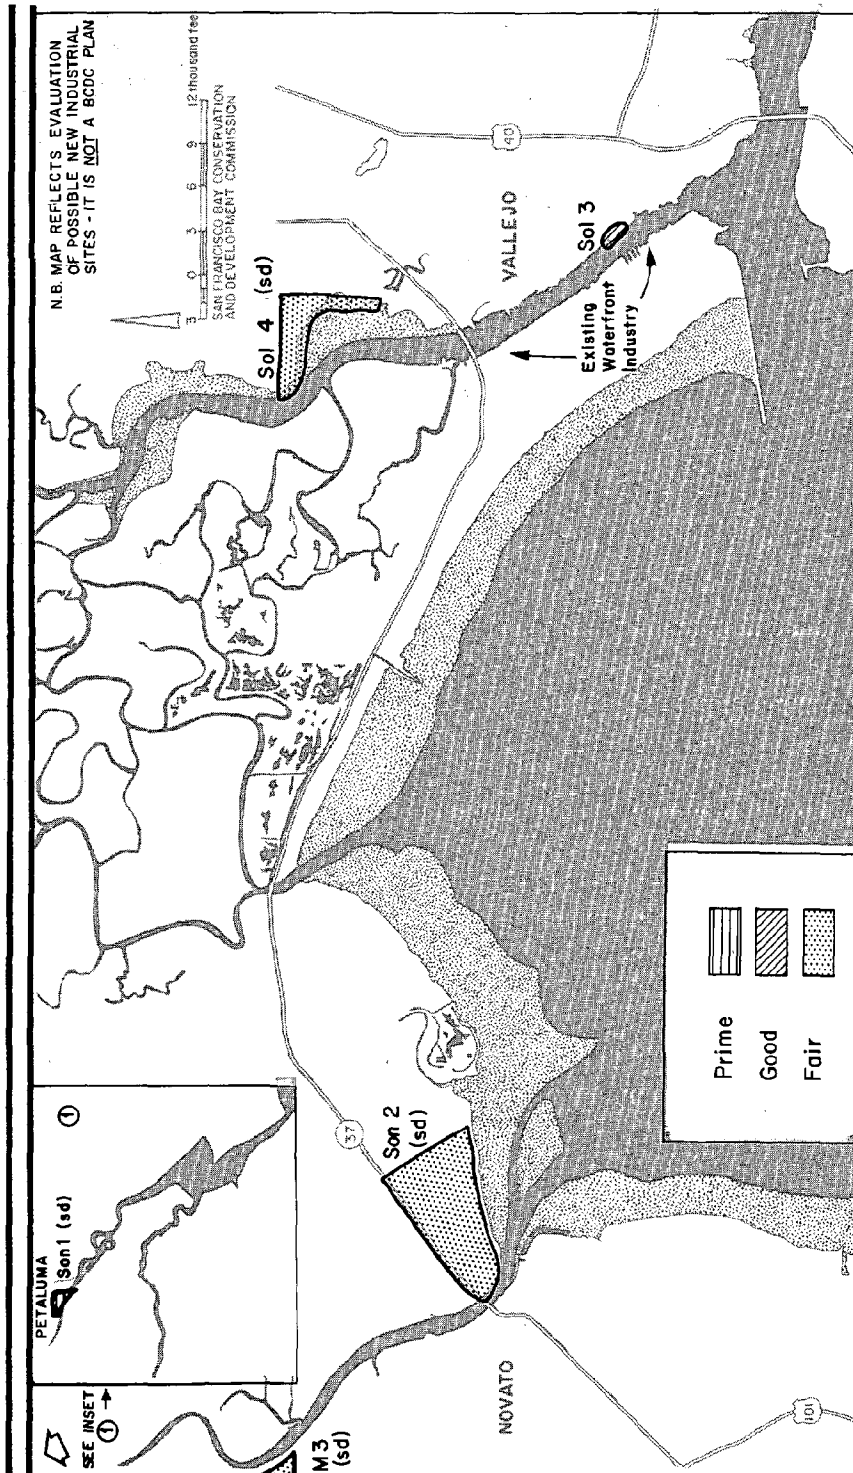 N.B. MAP REFLECTS EVALUATION
OF POSSIBLE NEW INDUSTRIAL
SITES - IT IS NOT A BCDC PLAN
3 0 3 6 9 12 thousand feet
SAN FRANCISCO BAY CONSERVATION
AND DEVELOPMENT COMMISSION
SEE INSET
1
PETALUMA
Son 1 (sd)
1
M 3
(sd)
NOVATO
101
37
Son 2
(sd)
Sol 4
(sd)
VALLEJO
40
Sol 3
Existing
Waterfront
Industry
Prime
Good
Fair